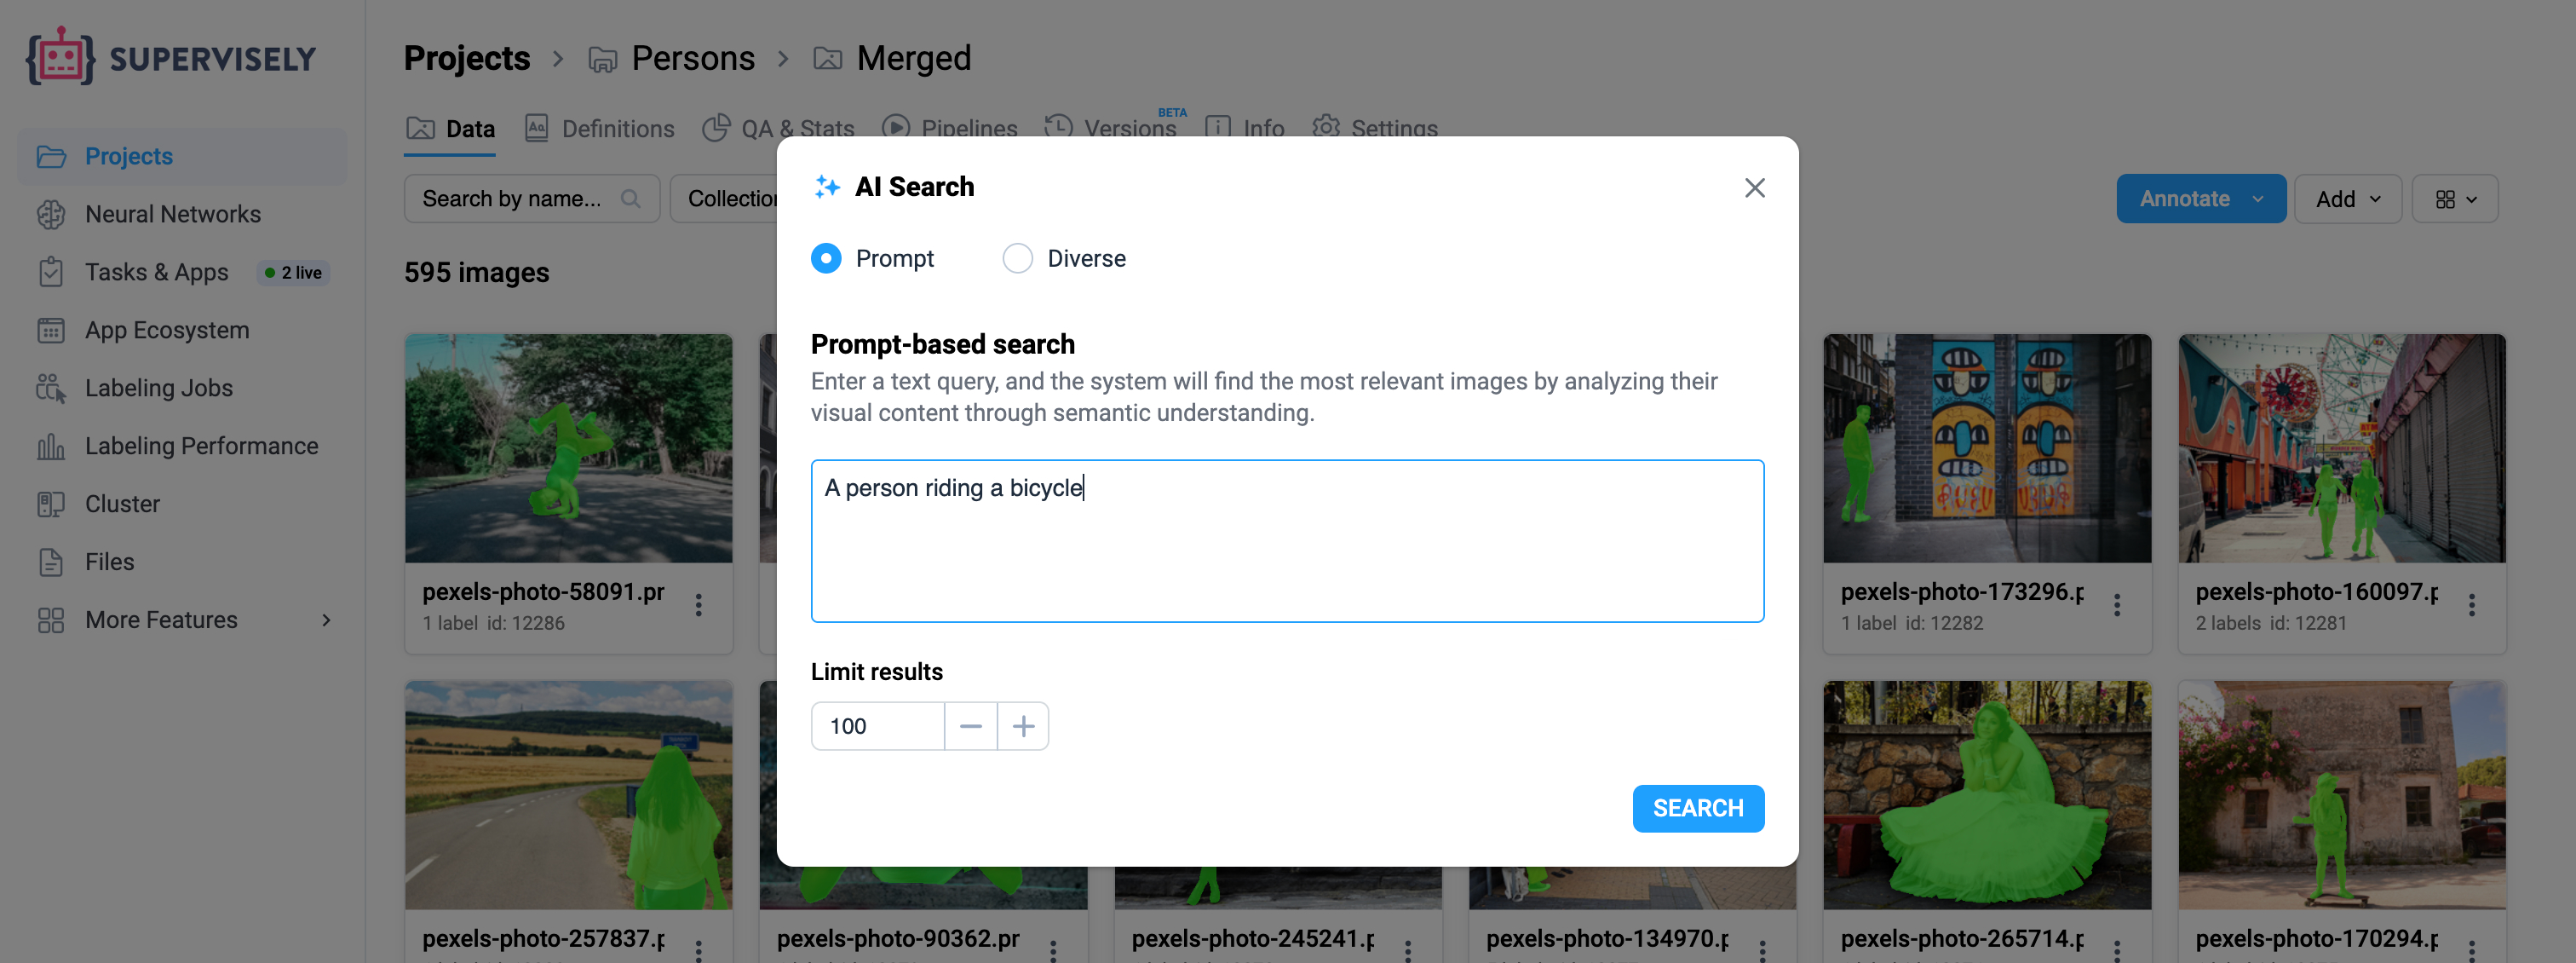 SUPERVISELY
Projects
Neural Networks
Tasks & Apps 2 live
App Ecosystem
Labeling Jobs
Labeling Performance
Cluster
Files
More Features
Projects > Persons > Merged
Data Definitions QA & Stats Pipelines Versions BETA Info Settings
Search by name... Collection
Annotate Add
595 images
AI Search
Prompt Diverse
Prompt-based search
Enter a text query, and the system will find the most relevant images by analyzing their
visual content through semantic understanding.
A person riding a bicycle
Limit results
100
SEARCH
pexels-photo-58091.pr
1 label id: 12286
pexels-photo-173296.p
1 label id: 12282
pexels-photo-160097.p
2 labels id: 12281
pexels-photo-257837.p
pexels-photo-90362.pr
pexels-photo-245241.p
pexels-photo-134970.p
pexels-photo-265714.p
pexels-photo-170294.p